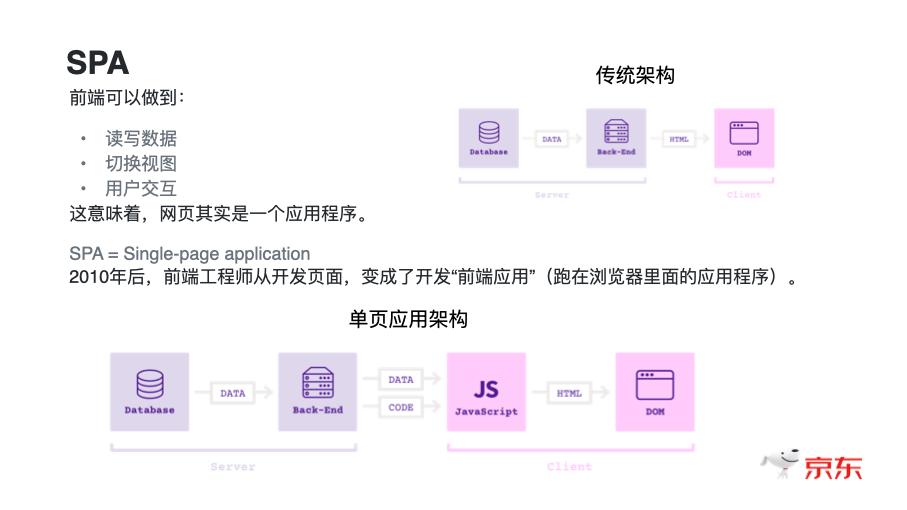 SPA
前端可以做到：
• 读写数据
• 切换视图
• 用户交互
这意味着，网页其实是一个应用程序。
SPA = Single-page application
2010年后，前端工程师从开发页面，变成了开发“前端应用”（跑在浏览器里面的应用程序）。
传统架构
Database DATA Back-End HTML DOM
Server Client
单页应用架构
Database DATA Back-End DATA CODE JS JavaScript HTML DOM
Server Client
京东